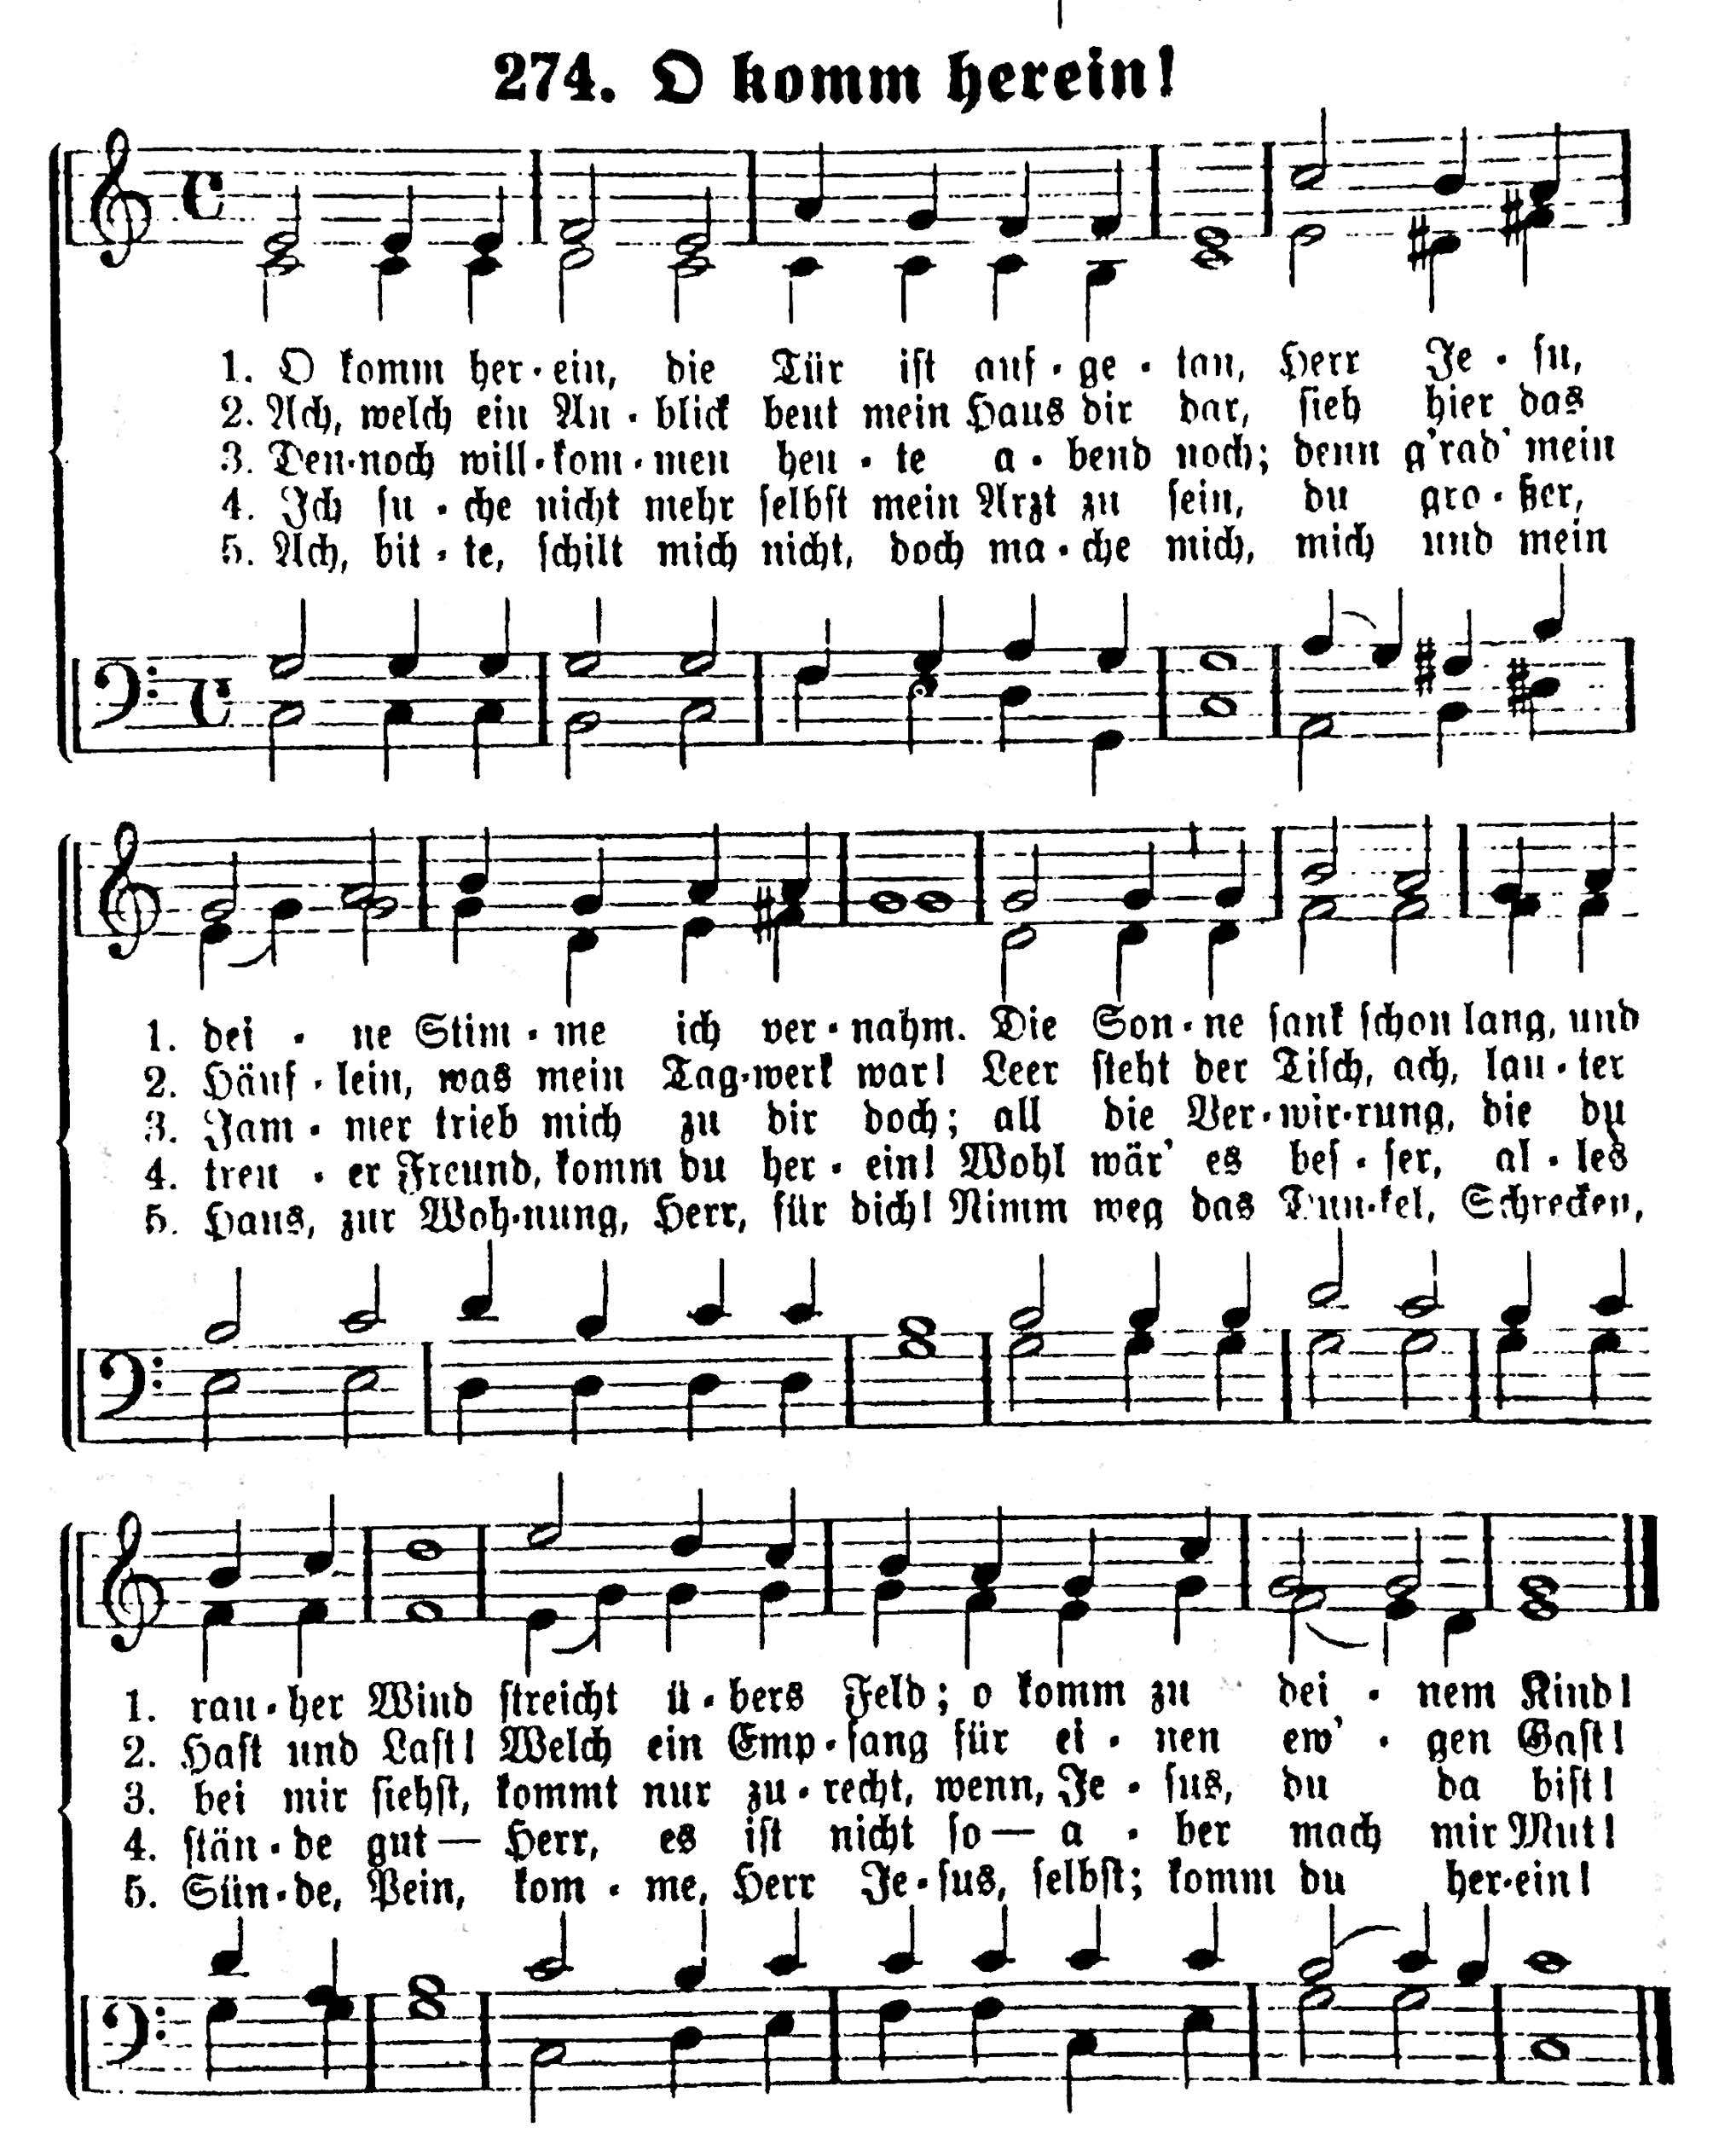 274. O komm herein!
1. O komm her-ein, die Tür ist auf-ge-tan, Herr Je-su,
2. Ach, welch ein An-blick beut mein Haus dir dar, sieh hier das
3. Den-noch will-kom-men heu-te a-bend noch; denn g'rad' mein
4. Ich su-che nicht mehr selbst mein Arzt zu sein, du gro-ßer,
5. Ach, bit-te, schilt mich nicht, doch ma-che mich, mich und mein
1. dei-ne Stim-me ich ver-nahm. Die Son-ne sank schon lang, und
2. Häuf-lein, was mein Tag-werk war! Leer steht der Tisch, ach, lau-ter
3. Jam-mer trieb mich zu dir doch; all die Ver-wir-rung, die du
4. treu-er Freund, komm du her-ein! Wohl wär' es bes-ser, al-les
5. Haus, zur Woh-nung, Herr, für dich! Nimm weg das Dun-kel, Schrecken,
1. rau-her Wind streicht ü-bers Feld; o komm zu dei-nem Kind!
2. Hast und Last! Welch ein Emp-fang für ei-nen ew'-gen Gast!
3. bei mir siehst, kommt nur zu-recht, wenn, Je-sus, du da bist!
4. stän-de gut— Herr, es ist nicht so— a-ber mach mir Mut!
5. Sün-de, Pein, kom-me, Herr Je-sus, selbst; komm du her-ein!